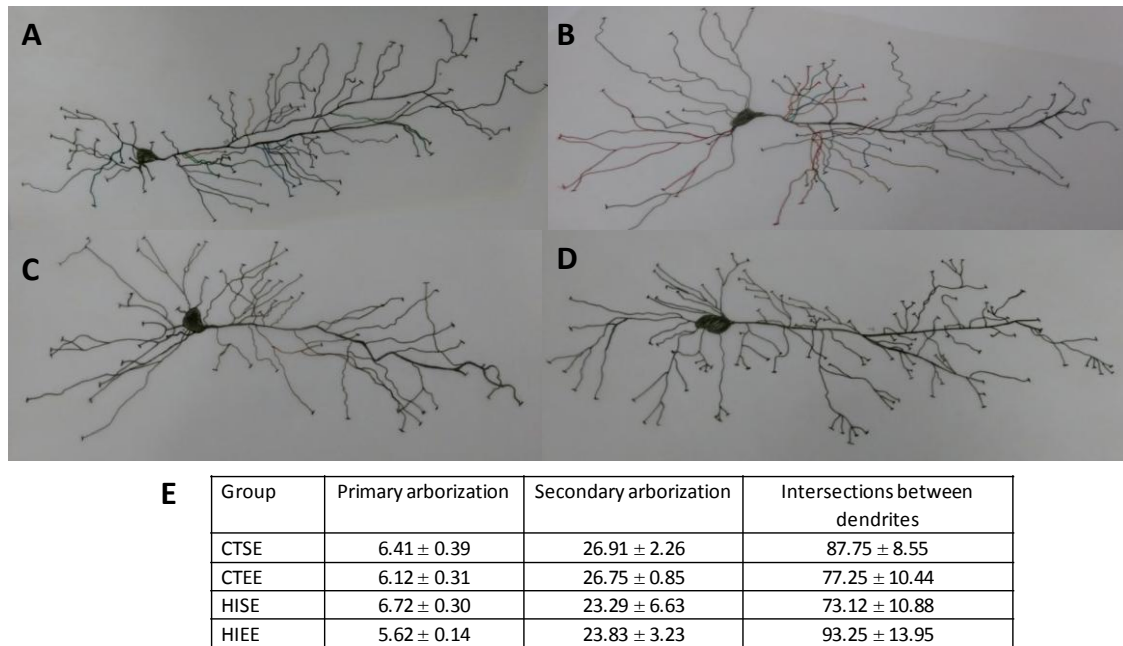 A
B
C
D
E
Group Primary arborization Secondary arborization Intersections between
dendrites
CTSE 6.41 ± 0.39 26.91 ± 2.26 87.75 ± 8.55
CTEE 6.12 ± 0.31 26.75 ± 0.85 77.25 ± 10.44
HISE 6.72 ± 0.30 23.29 ± 6.63 73.12 ± 10.88
HIEE 5.62 ± 0.14 23.83 ± 3.23 93.25 ± 13.95